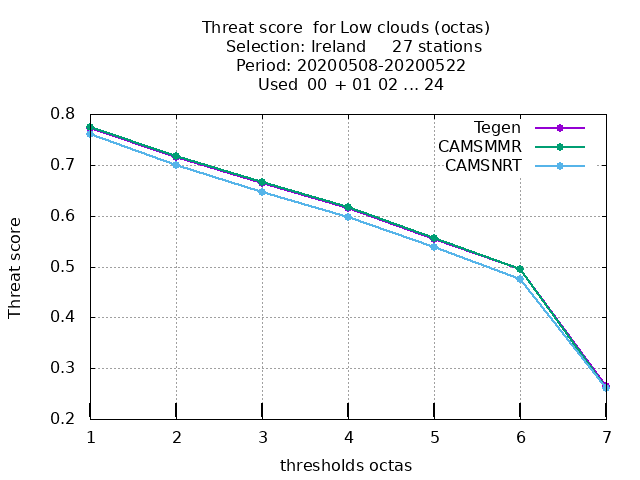 Threat score  for Low clouds (octas)
Selection: Ireland     27 stations
Period: 20200508-20200522
Used  00  + 01 02 ... 24
Tegen
CAMSMMR
CAMSNRT
0.8
0.7
0.6
0.5
0.4
0.3
0.2
Threat score
1 2 3 4 5 6 7
thresholds octas